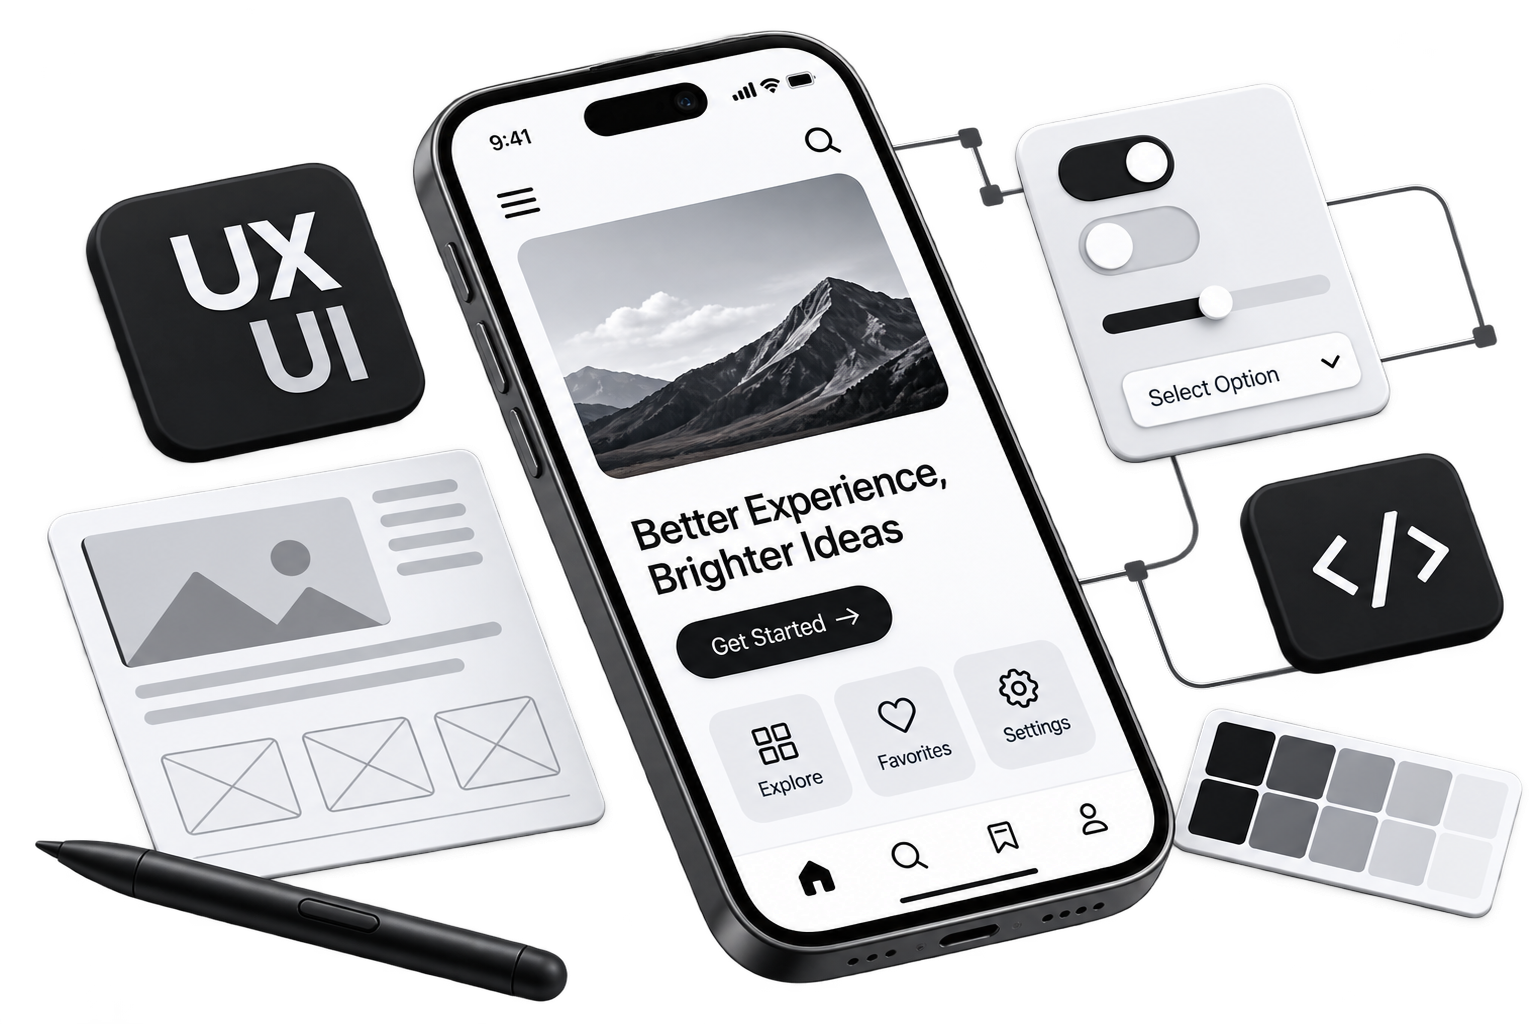 UX
UI
9:41
Better Experience,
Brighter Ideas
Get Started →
Explore
Favorites
Settings
Select Option
</>